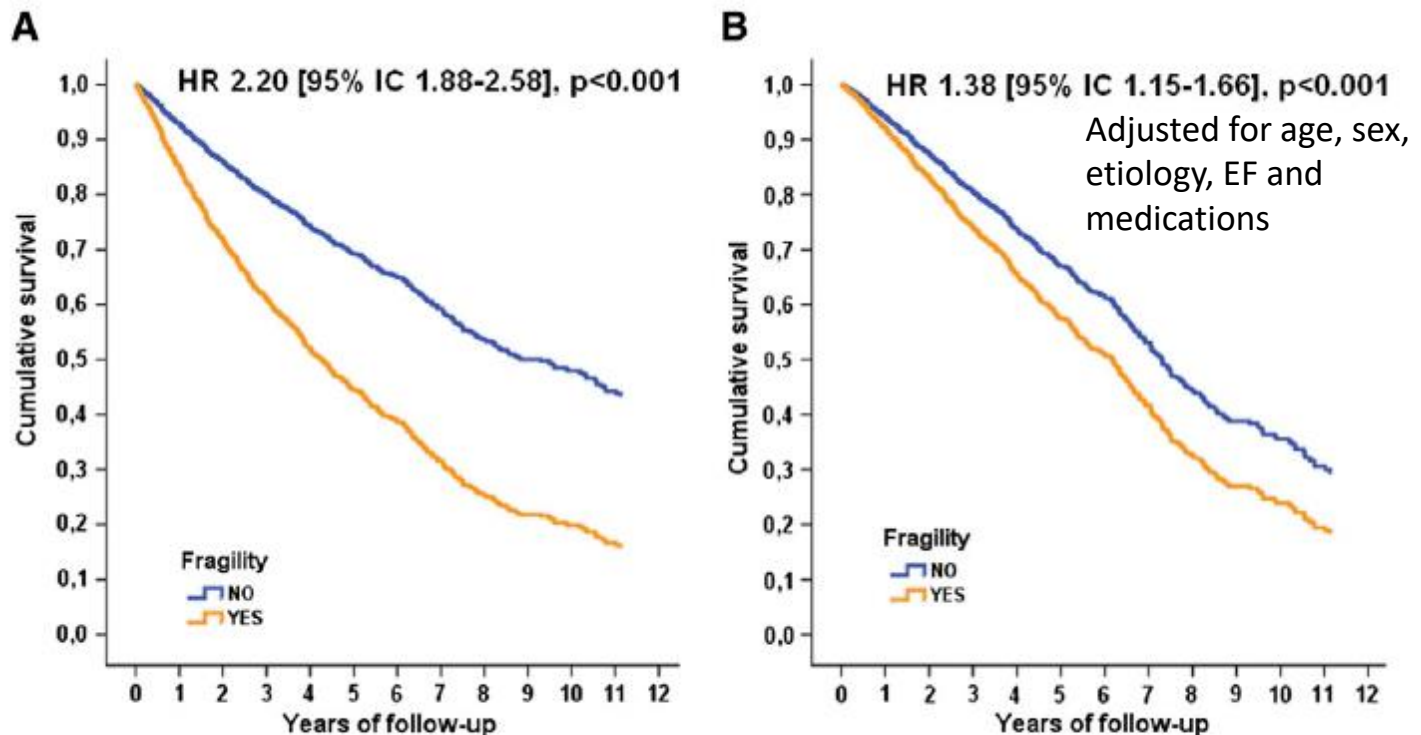 A
HR 2.20 [95% IC 1.88-2.58], p<0.001
1,0
0,9
0,8
0,7
0,6
0,5
0,4
0,3
0,2
0,1
0,0
Cumulative survival
Fragility
NO
YES
0 1 2 3 4 5 6 7 8 9 10 11 12
Years of follow-up
B
HR 1.38 [95% IC 1.15-1.66], p<0.001
Adjusted for age, sex,
etiology, EF and
medications
1,0
0,9
0,8
0,7
0,6
0,5
0,4
0,3
0,2
0,1
0,0
Cumulative survival
Fragility
NO
YES
0 1 2 3 4 5 6 7 8 9 10 11 12
Years of follow-up